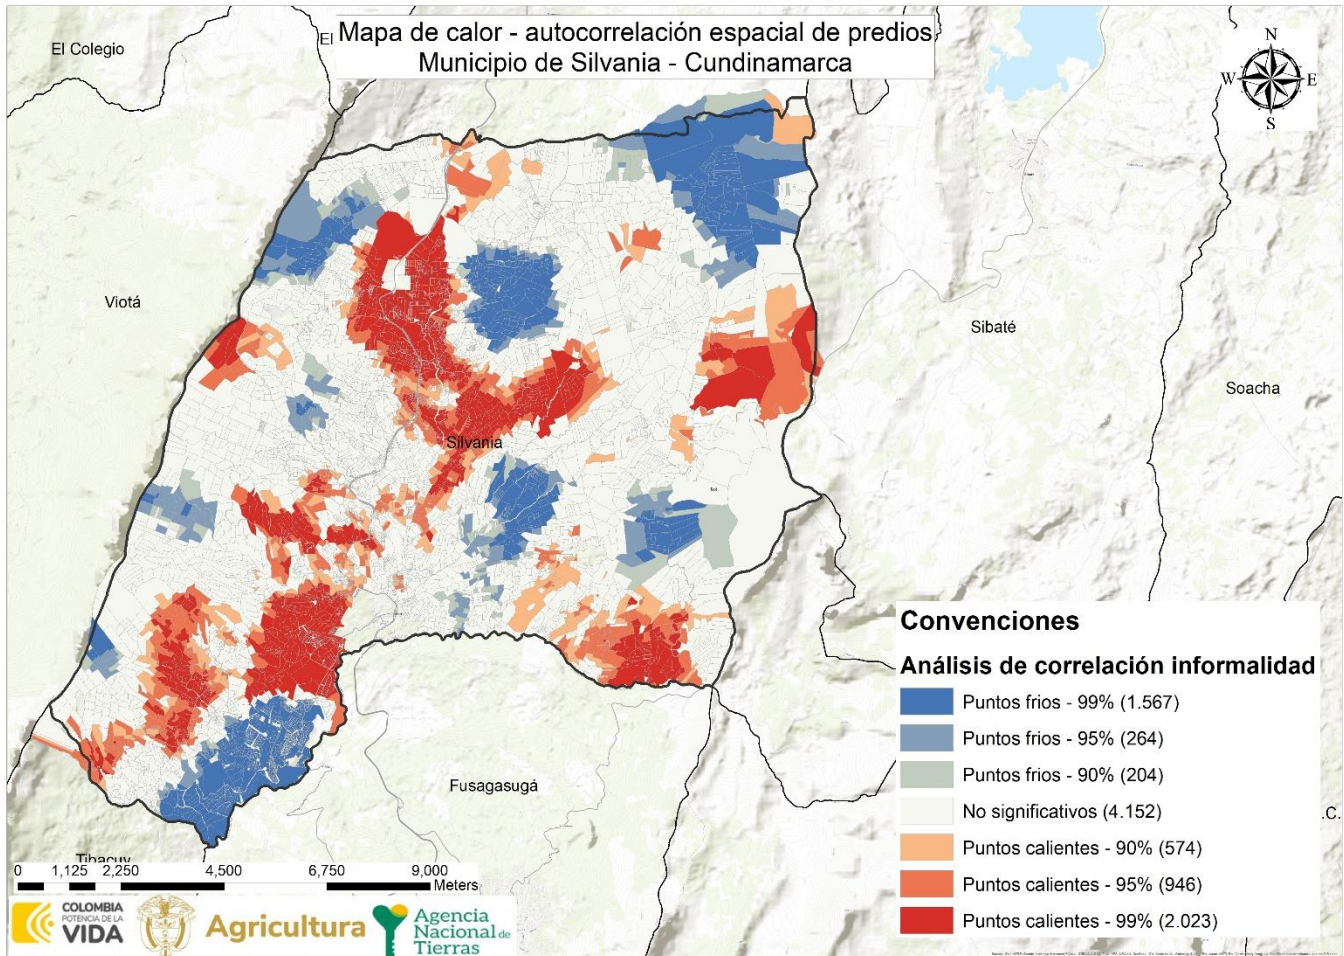 Mapa de calor - autocorrelación espacial de predios
Municipio de Silvania - Cundinamarca
El Colegio
El
N
W E
S
Viotá
Sibaté
Soacha
Silvania
Fusagasugá
Tibacuy
.C.
Convenciones
Análisis de correlación informalidad
Puntos frios - 99% (1.567)
Puntos frios - 95% (264)
Puntos frios - 90% (204)
No significativos (4.152)
Puntos calientes - 90% (574)
Puntos calientes - 95% (946)
Puntos calientes - 99% (2.023)
0 1,125 2,250 4,500 6,750 9,000
Meters
COLOMBIA
POTENCIA DE LA
VIDA
Agricultura
Agencia
Nacional de
Tierras